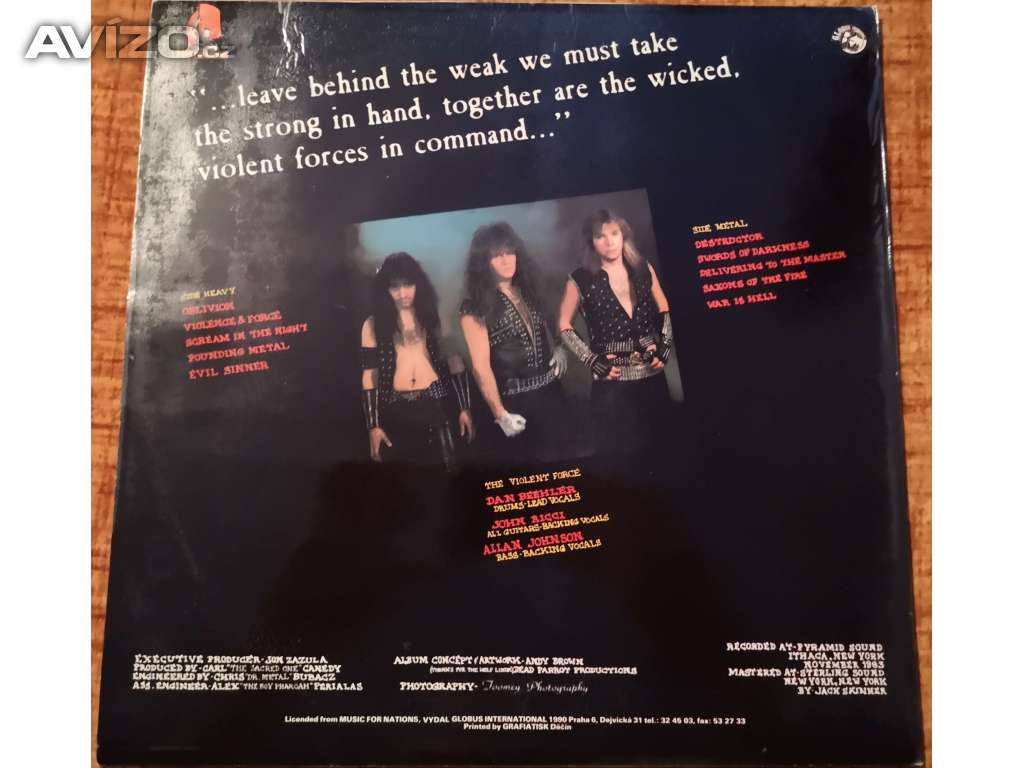 AVÍZO.cz
"...leave behind the weak we must take
the strong in hand, together are the wicked,
violent forces in command..."
SIDE METAL
DESTRUCTOR
SWORDS OF DARKNESS
DELIVERING TO THE MASTER
SAXONS OF THE FIRE
WAR IS HELL
SIDE HEAVY
OBLIVION
VIOLENCE & FORCE
SCREAM IN THE NIGHT
POUNDING METAL
EVIL SINNER
THE VIOLENT FORCE
DAN BEEHLER
DRUMS-LEAD VOCALS
JOHN RICCI
ALL GUITARS-BACKING VOCALS
ALLAN JOHNSON
BASS-BACKING VOCALS
EXECUTIVE PRODUCER-JON ZAZULA
PRODUCED BY-CARL "THE SACRED ONE" CANEDY
ENGINEERED BY-CHRIS "DR. METAL" BUBACZ
ASS. ENGINEER-ALEX "THE BOY PHAROAH" PERIALAS
ALBUM CONCEPT/ARTWORK-ANDY BROWN
DEAD PARROT PRODUCTIONS
PHOTOGRAPHY-Toomey Photography
RECORDED AT-PYRAMID SOUND
ITHACA, NEW YORK
NOVEMBER 1983
MASTERED AT-STERLING SOUND
NEW YORK, NEW YORK
BY-JACK SKINNER
Licended from MUSIC FOR NATIONS, VYDAL GLOBUS INTERNATIONAL 1990 Praha 6, Dejvická 31 tel.: 32 45 03, fax: 53 27 33
Printed by GRAFIATISK Děčín